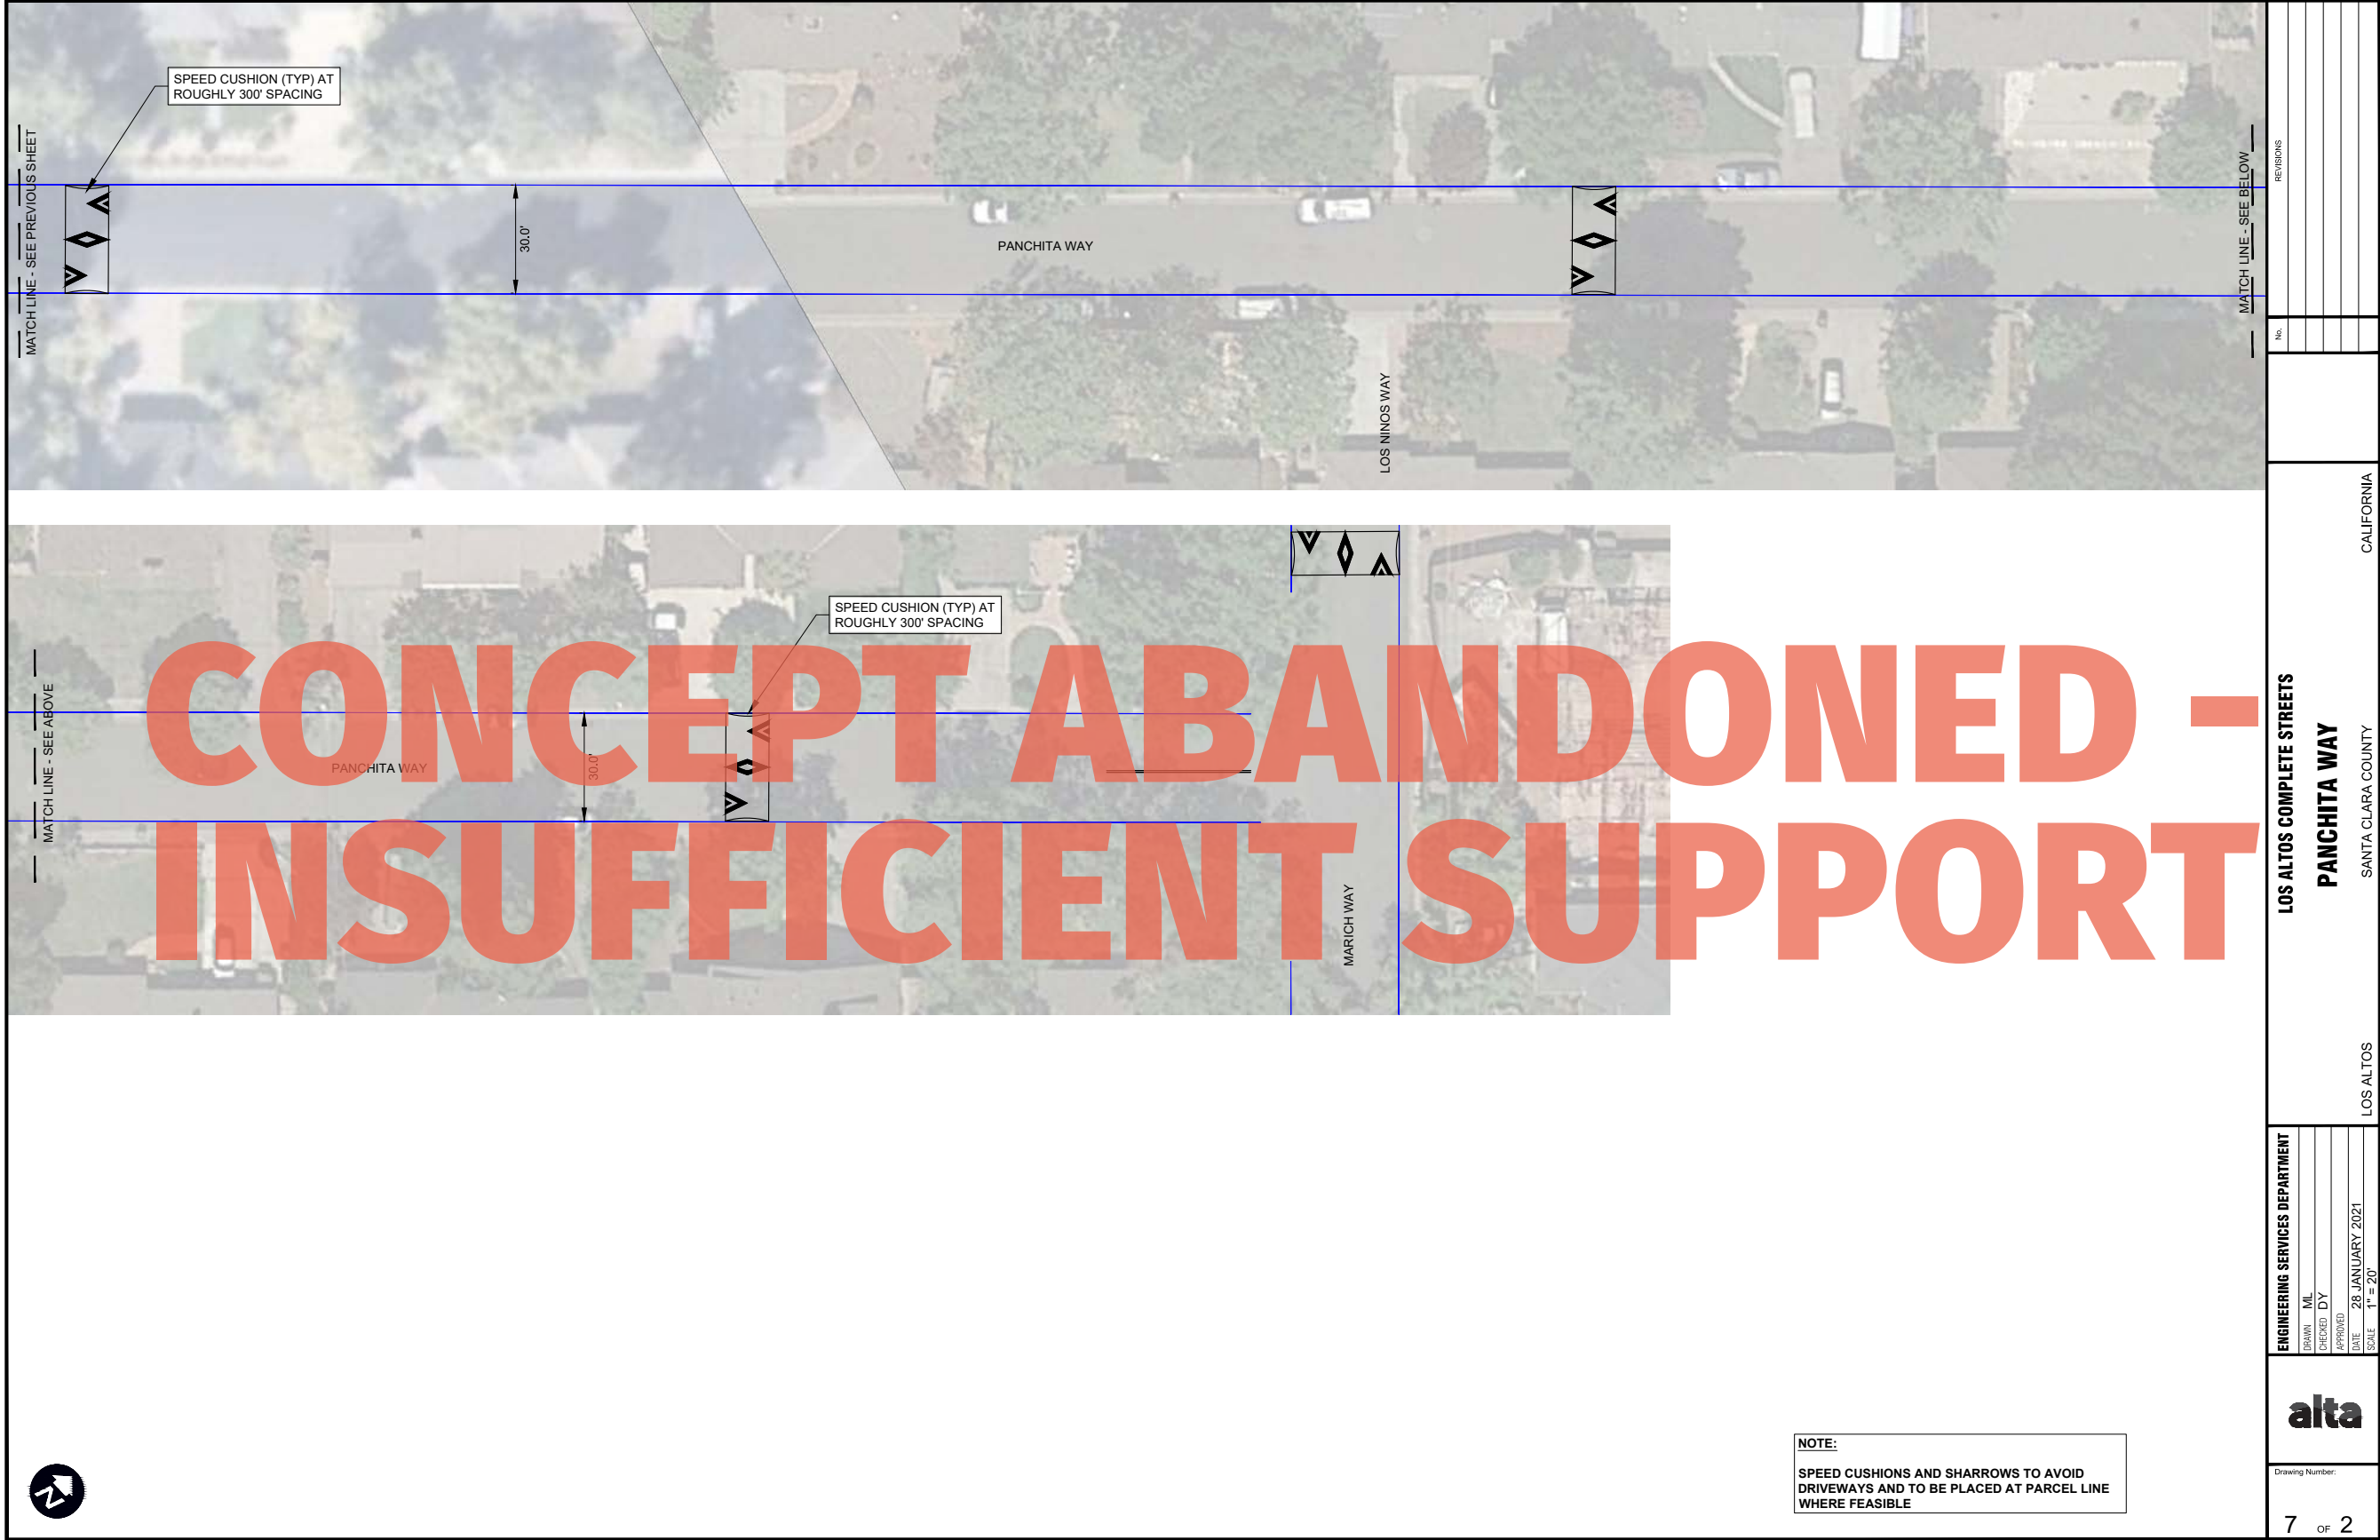 SPEED CUSHION (TYP) AT
ROUGHLY 300' SPACING
MATCH LINE - SEE PREVIOUS SHEET
30.0'
PANCHITA WAY
LOS NINOS WAY
MATCH LINE - SEE BELOW
SPEED CUSHION (TYP) AT
ROUGHLY 300' SPACING
MATCH LINE - SEE ABOVE
PANCHITA WAY
30.0'
MARICH WAY
CONCEPT ABANDONED -
INSUFFICIENT SUPPORT
N
NOTE:
SPEED CUSHIONS AND SHARROWS TO AVOID
DRIVEWAYS AND TO BE PLACED AT PARCEL LINE
WHERE FEASIBLE
No.
REVISIONS
LOS ALTOS COMPLETE STREETS
PANCHITA WAY
LOS ALTOS SANTA CLARA COUNTY CALIFORNIA
ENGINEERING SERVICES DEPARTMENT
DRAWN ML
CHECKED DY
APPROVED
DATE 28 JANUARY 2021
SCALE 1" = 20'
alta
Drawing Number:
7 OF 2